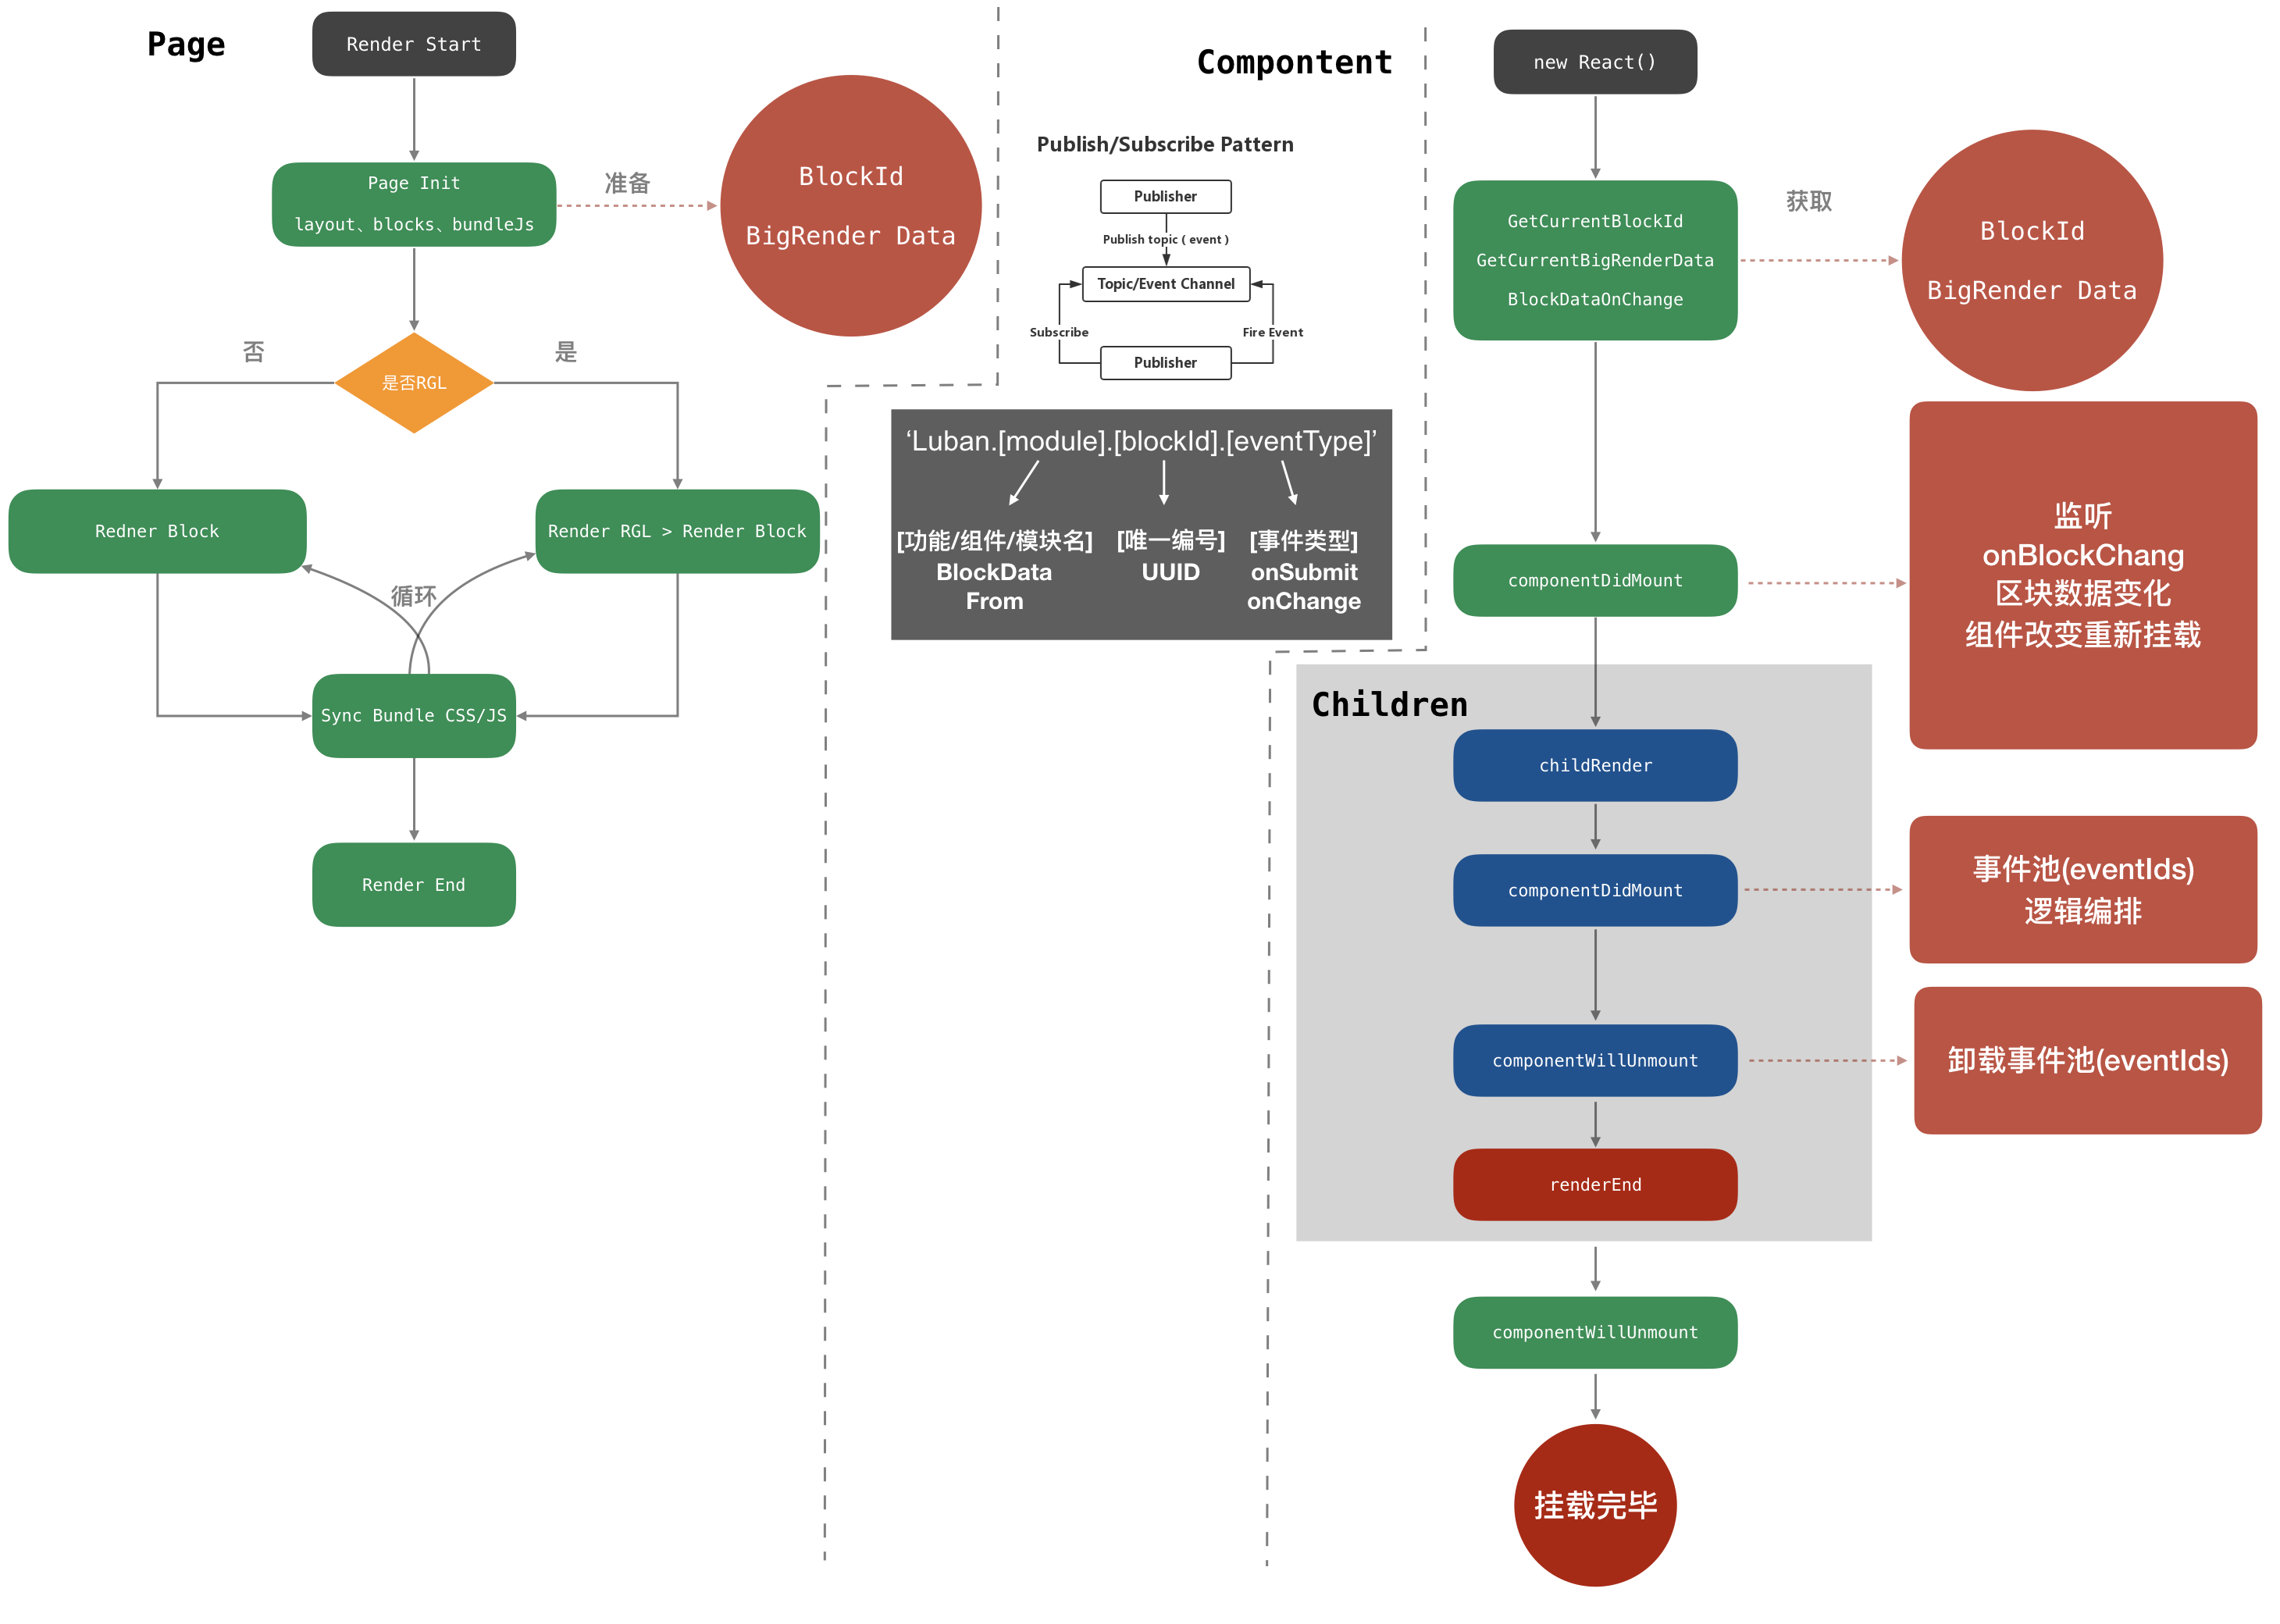 Page
Render Start
Page Init
layout、blocks、bundleJs
准备
BlockId
BigRender Data
否
是
是否RGL
Redner Block
Render RGL > Render Block
循环
Sync Bundle CSS/JS
Render End
Compontent
Publish/Subscribe Pattern
Publisher
Publish topic ( event )
Topic/Event Channel
Subscribe
Fire Event
Publisher
‘Luban.[module].[blockId].[eventType]’
[功能/组件/模块名]
BlockData
From
[唯一编号]
UUID
[事件类型]
onSubmit
onChange
new React()
GetCurrentBlockId
GetCurrentBigRenderData
BlockDataOnChange
获取
BlockId
BigRender Data
componentDidMount
监听
onBlockChang
区块数据变化
组件改变重新挂载
Children
childRender
componentDidMount
事件池(eventIds)
逻辑编排
componentWillUnmount
卸载事件池(eventIds)
renderEnd
componentWillUnmount
挂载完毕